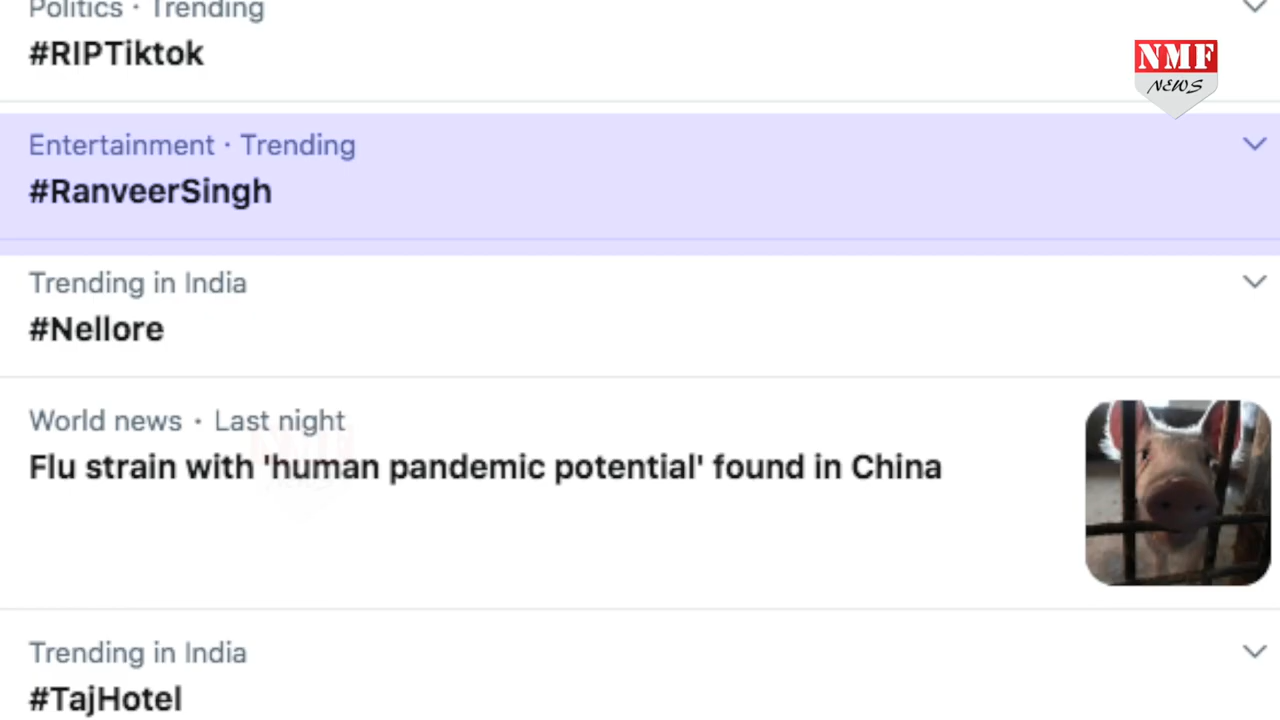 Politics · Trending
#RIPTiktok
NMF
NEWS
Entertainment · Trending
#RanveerSingh
Trending in India
#Nellore
World news · Last night
Flu strain with 'human pandemic potential' found in China
Trending in India
#TajHotel